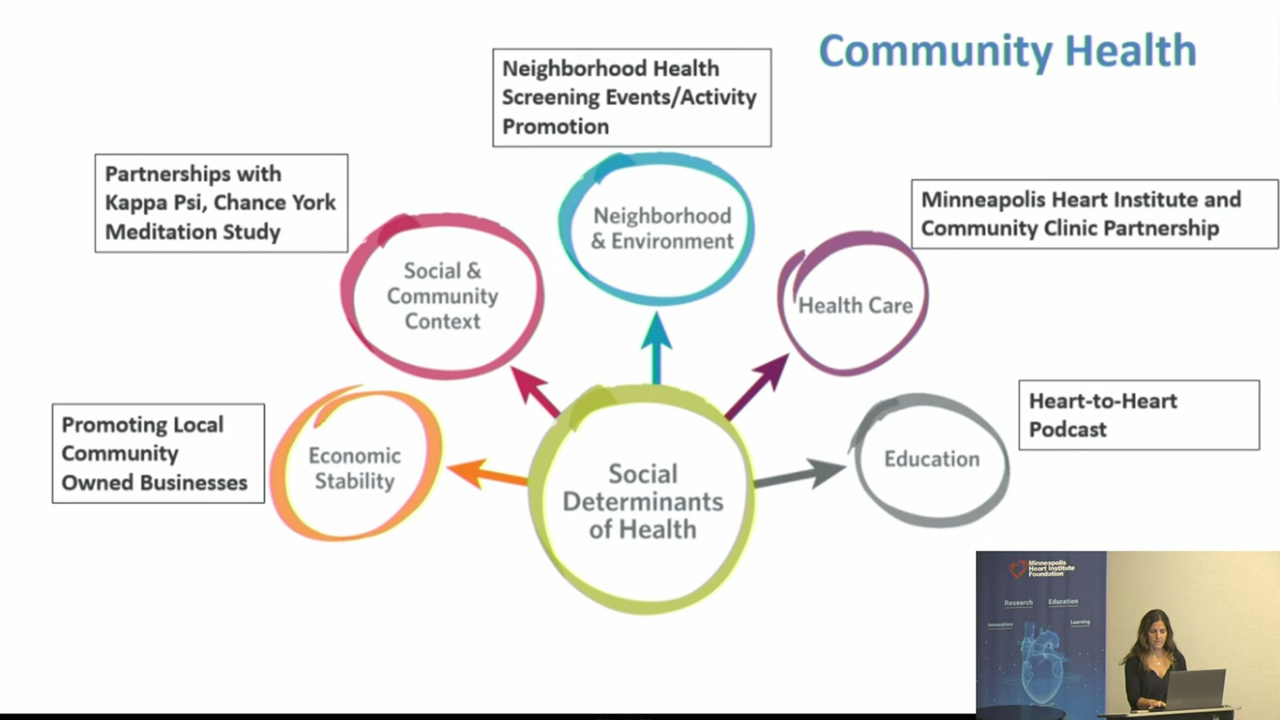 Community Health
Neighborhood Health
Screening Events/Activity
Promotion
Partnerships with
Kappa Psi, Chance York
Meditation Study
Minneapolis Heart Institute and
Community Clinic Partnership
Neighborhood
& Environment
Social &
Community
Context
Health Care
Promoting Local
Community
Owned Businesses
Economic
Stability
Social
Determinants
of Health
Education
Heart-to-Heart
Podcast
Minneapolis
Heart Institute
Foundation
Research
Education
Innovation
Learning